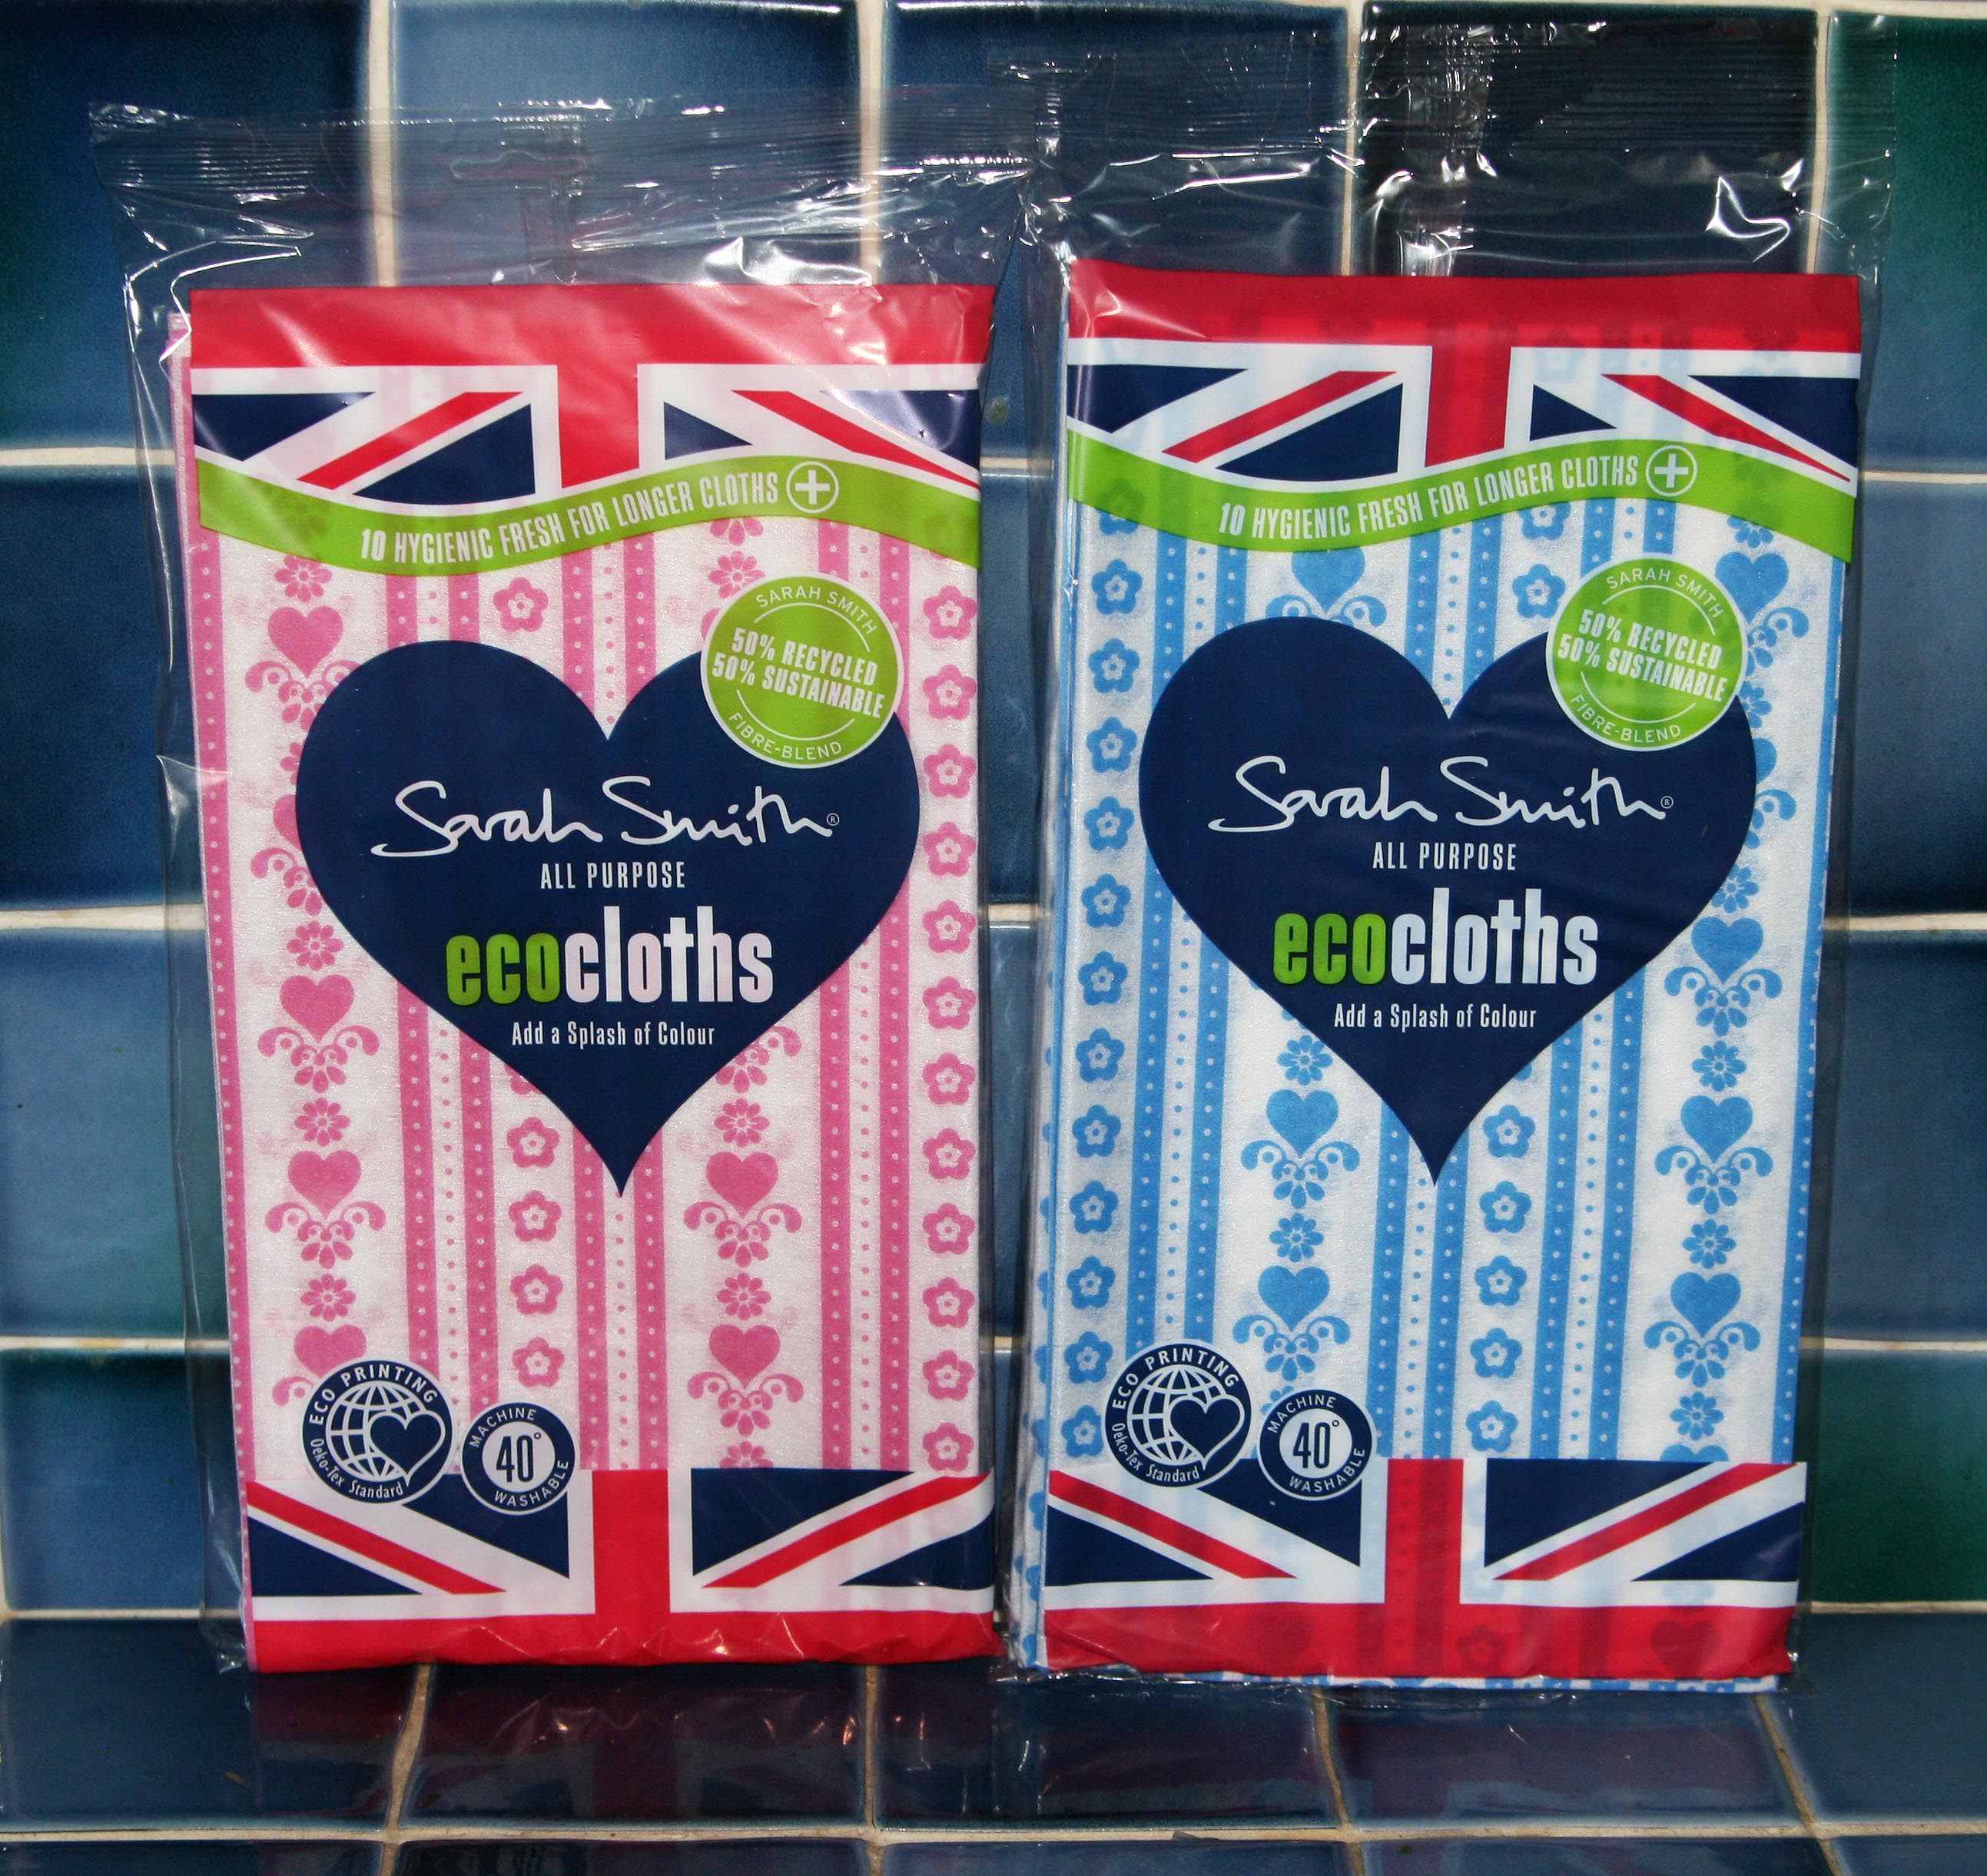 10 HYGIENIC FRESH FOR LONGER CLOTHS +
SARAH SMITH
50% RECYCLED
50% SUSTAINABLE
FIBRE-BLEND
Sarah Smith®
ALL PURPOSE
ecocloths
Add a Splash of Colour
ECO PRINTING
Oeko-Tex Standard
MACHINE
40°
WASHABLE
10 HYGIENIC FRESH FOR LONGER CLOTHS +
SARAH SMITH
50% RECYCLED
50% SUSTAINABLE
FIBRE-BLEND
Sarah Smith®
ALL PURPOSE
ecocloths
Add a Splash of Colour
ECO PRINTING
Oeko-Tex Standard
MACHINE
40°
WASHABLE